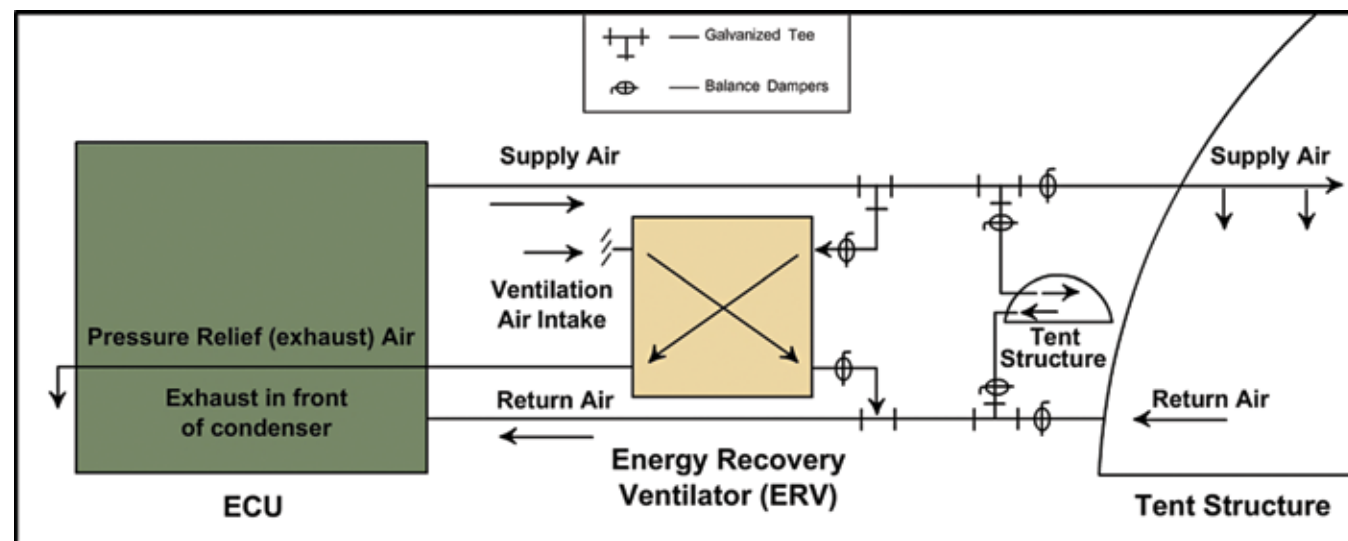 Galvanized Tee
Balance Dampers
Supply Air
Supply Air
Ventilation
Air Intake
Tent
Structure
Pressure Relief (exhaust) Air
Exhaust in front
of condenser
Return Air
Return Air
Energy Recovery
Ventilator (ERV)
ECU
Tent Structure